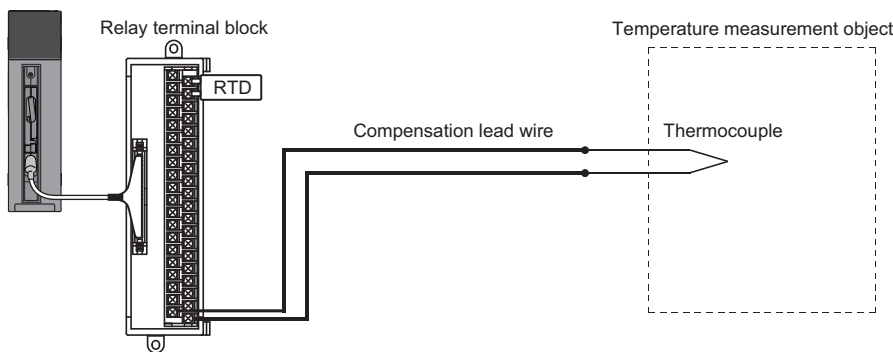 Relay terminal block
Temperature measurement object
RTD
Compensation lead wire
Thermocouple